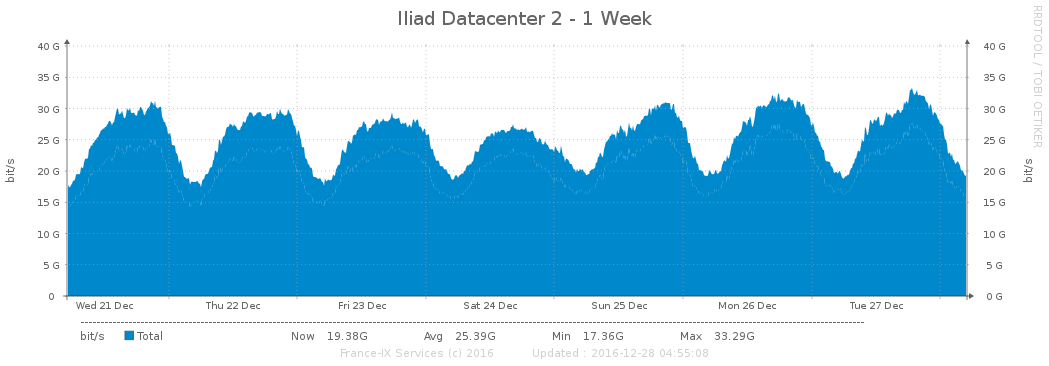 Iliad Datacenter 2 - 1 Week
RRDTOOL / TOBI OETIKER
40 G 40 G
35 G 35 G
30 G 30 G
25 G 25 G
20 G 20 G
15 G 15 G
10 G 10 G
5 G 5 G
0 0 G
bit/s bit/s
Wed 21 Dec Thu 22 Dec Fri 23 Dec Sat 24 Dec Sun 25 Dec Mon 26 Dec Tue 27 Dec
bit/s Total Now 19.38G Avg 25.39G Min 17.36G Max 33.29G
France-IX Services (c) 2016 Updated : 2016-12-28 04:55:08